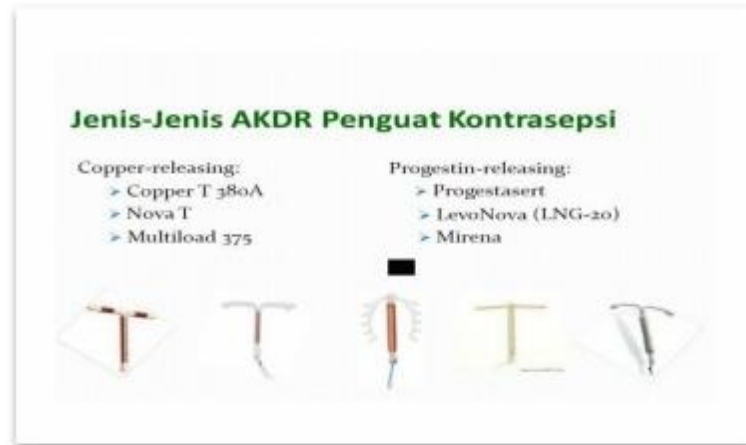 Jenis-Jenis AKDR Penguat Kontrasepsi
Copper-releasing:
➤ Copper T 380A
➤ Nova T
➤ Multiload 375
Progestin-releasing:
➤ Progestasert
➤ LevoNova (LNG-20)
➤ Mirena